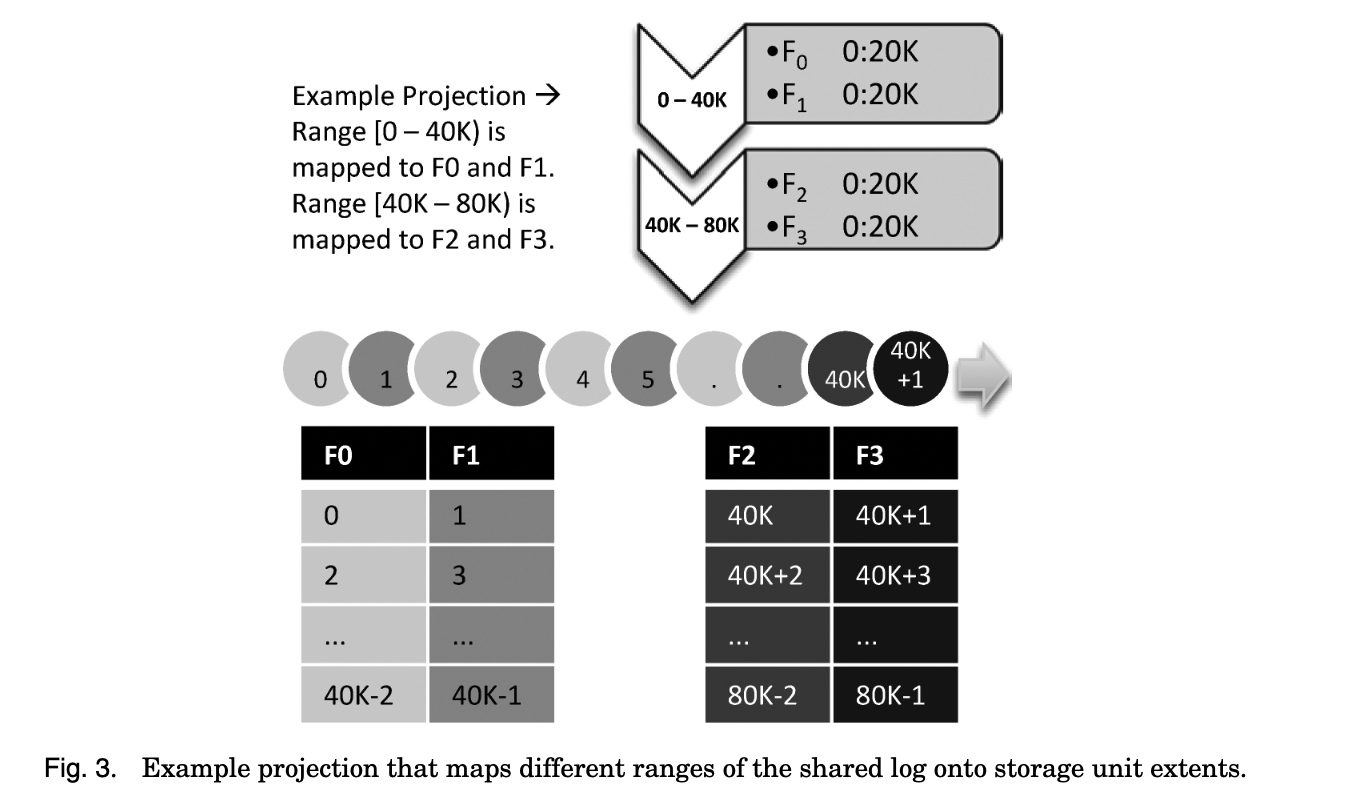 Example Projection →
Range [0 – 40K) is
mapped to F0 and F1.
Range [40K – 80K) is
mapped to F2 and F3.
0 – 40K
•F₀ 0:20K
•F₁ 0:20K
40K – 80K
•F₂ 0:20K
•F₃ 0:20K
0 1 2 3 4 5 . . 40K 40K
+1
F0 F1
0 1
2 3
... ...
40K-2 40K-1
F2 F3
40K 40K+1
40K+2 40K+3
... ...
80K-2 80K-1
Fig. 3. Example projection that maps different ranges of the shared log onto storage unit extents.